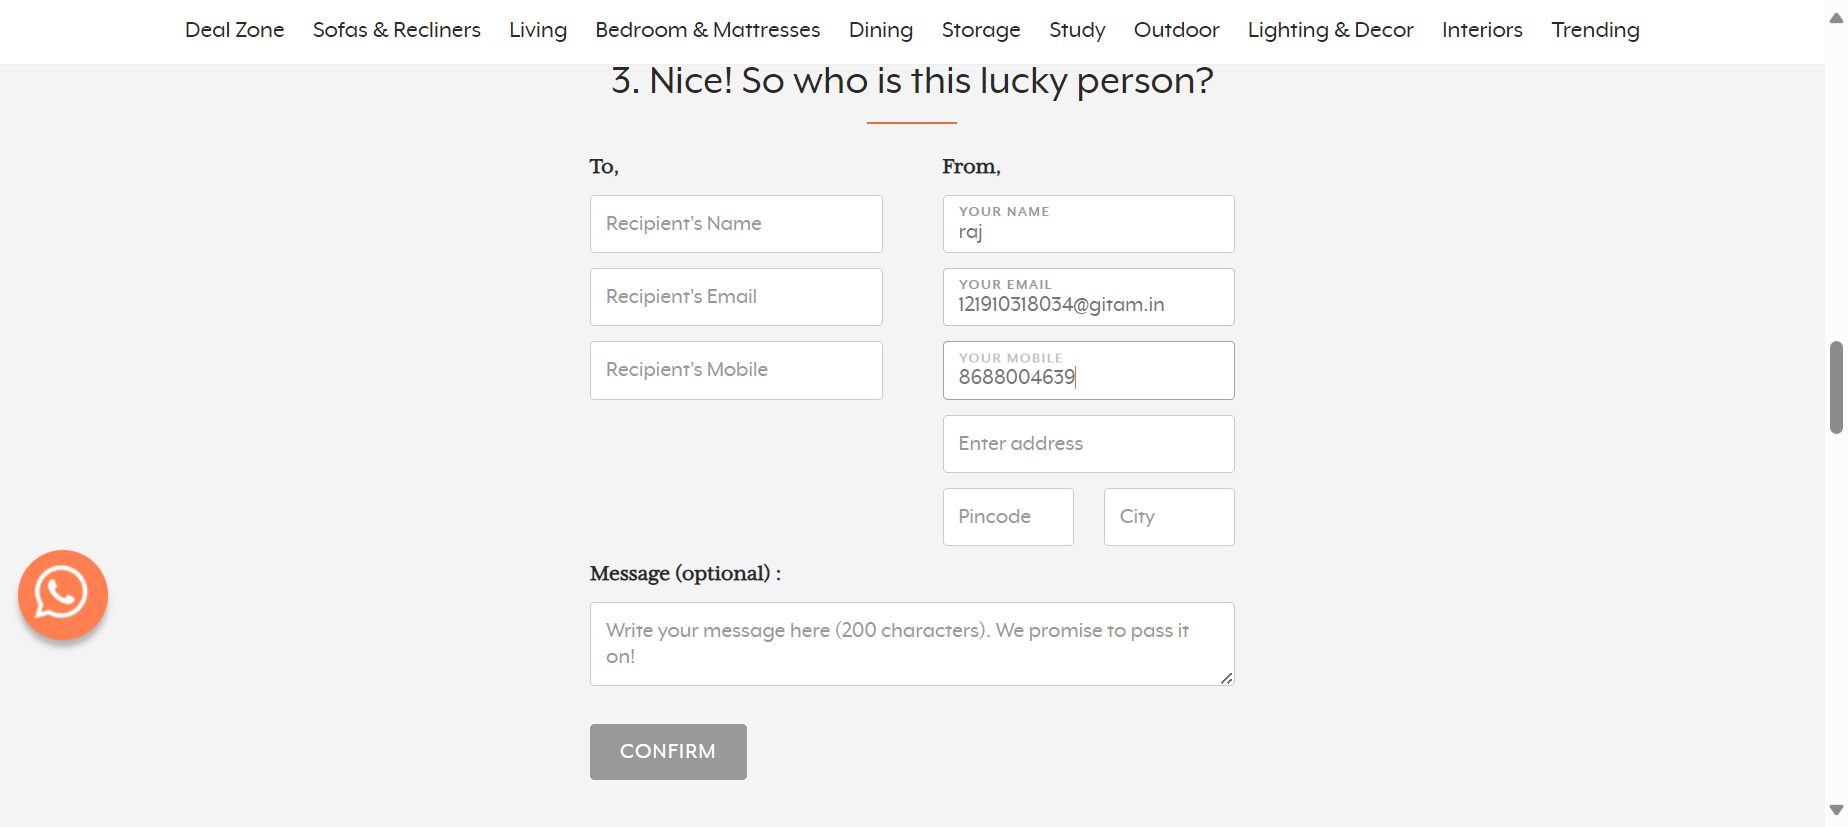 Deal Zone Sofas & Recliners Living Bedroom & Mattresses Dining Storage Study Outdoor Lighting & Decor Interiors Trending
3. Nice! So who is this lucky person?
To,
Recipient's Name
Recipient's Email
Recipient's Mobile
From,
YOUR NAME
raj
YOUR EMAIL
121910318034@gitam.in
YOUR MOBILE
8688004639
Enter address
Pincode City
Message (optional) :
Write your message here (200 characters). We promise to pass it
on!
CONFIRM